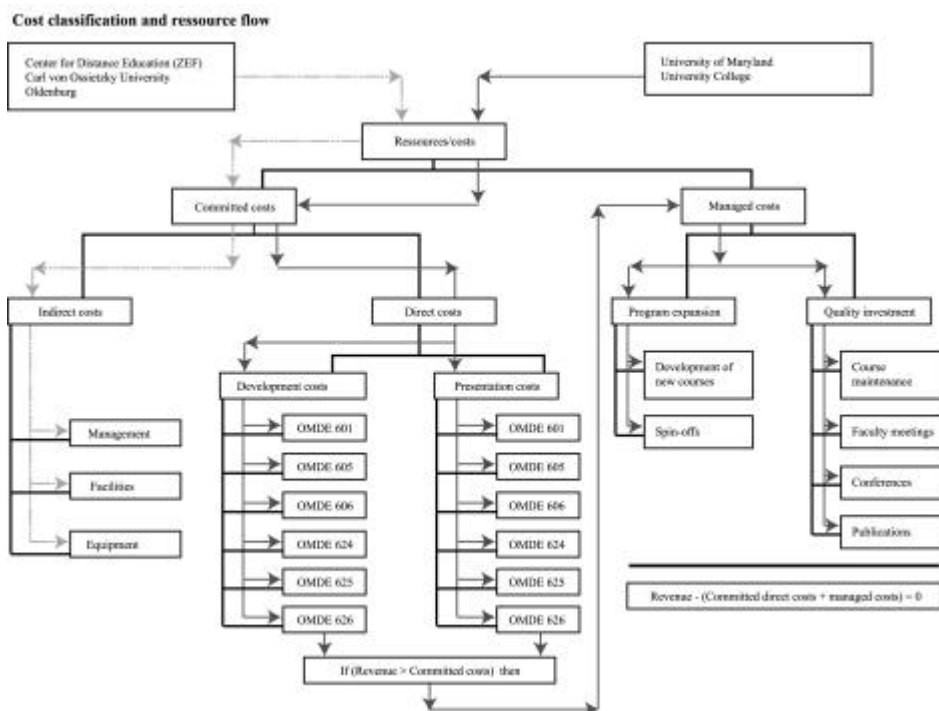 Cost classification and ressource flow
Center for Distance Education (ZEF)
Carl von Ossietzky University
Oldenburg
University of Maryland
University College
Ressources/costs
Committed costs
Managed costs
Indirect costs
Direct costs
Program expansion
Quality investment
Development costs
Presentation costs
Development of
new courses
Course
maintenance
OMDE 601
OMDE 601
Management
Spin-offs
Faculty meetings
OMDE 605
OMDE 605
Facilities
Conferences
OMDE 606
OMDE 606
Equipment
Publications
OMDE 624
OMDE 624
OMDE 625
OMDE 625
Revenue - (Committed direct costs + managed costs) = 0
OMDE 626
OMDE 626
If (Revenue > Committed costs) then